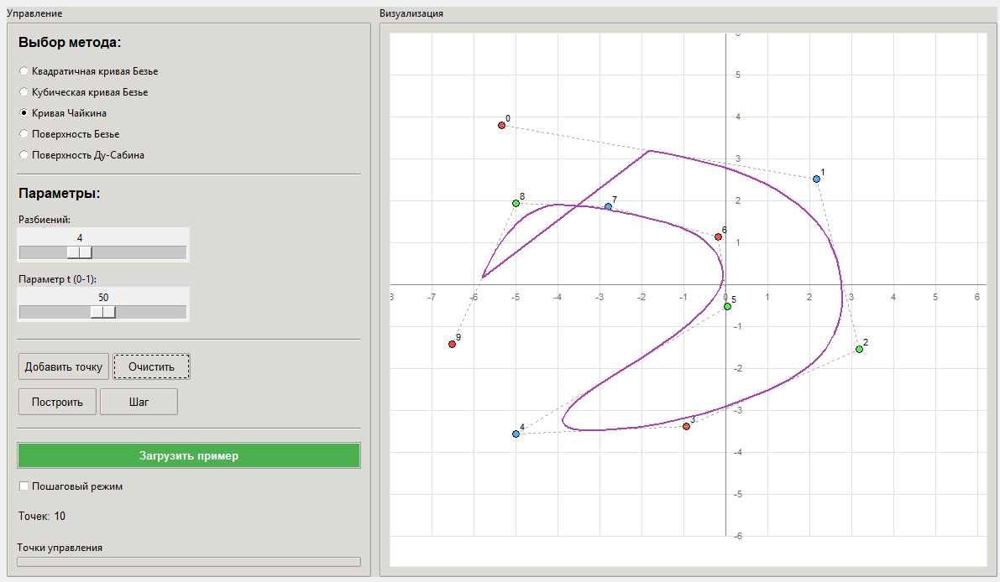 Управление
Выбор метода:
Квадратичная кривая Безье
Кубическая кривая Безье
Кривая Чайкина
Поверхность Безье
Поверхность Ду-Сабина
Параметры:
Разбиений:
4
Параметр t (0-1):
50
Добавить точку Очистить
Построить Шаг
Загрузить пример
Пошаговый режим
Точек: 10
Точки управления
Визуализация
5
4
3
2
1
-1
-2
-3
-4
-5
-6
-7 -6 -5 -4 -3 -2 -1 0 1 2 3 4 5 6
0
1
2
3
4
5
6
7
8
9